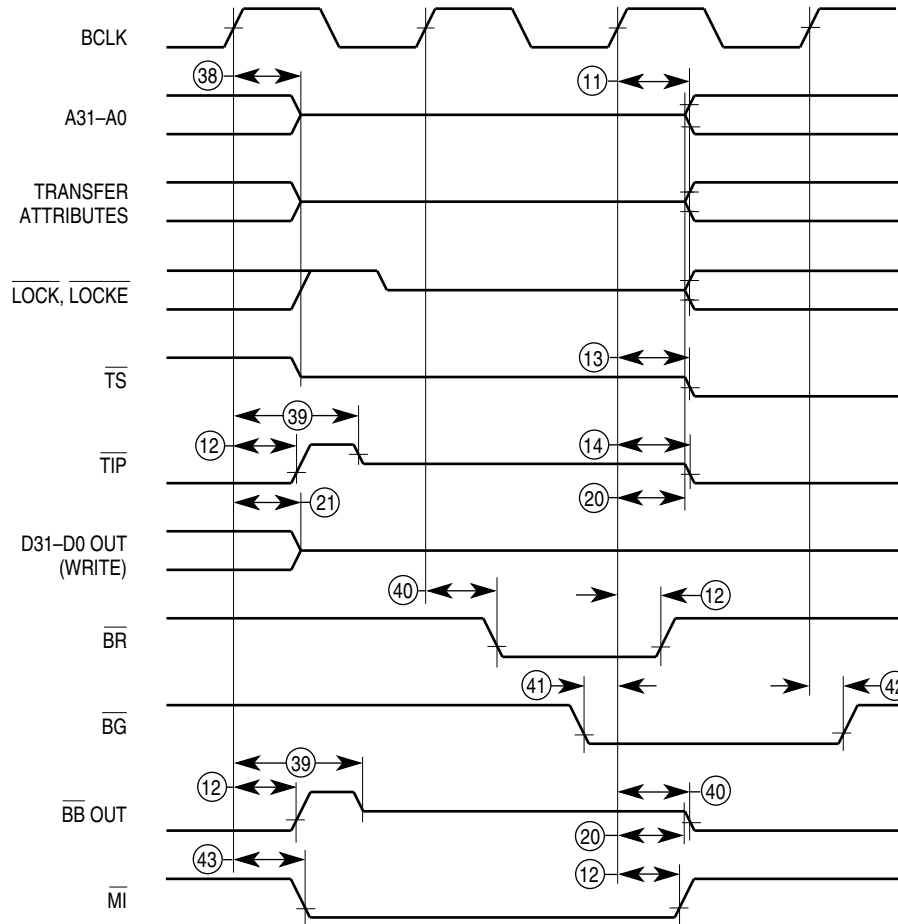 BCLK
38
11
A31–A0
TRANSFER
ATTRIBUTES
LOCK, LOCKE
13
TS
39
12
14
TIP
21
20
D31–D0 OUT
(WRITE)
40
12
BR
41
42
BG
39
12
40
BB OUT
20
43
12
MI